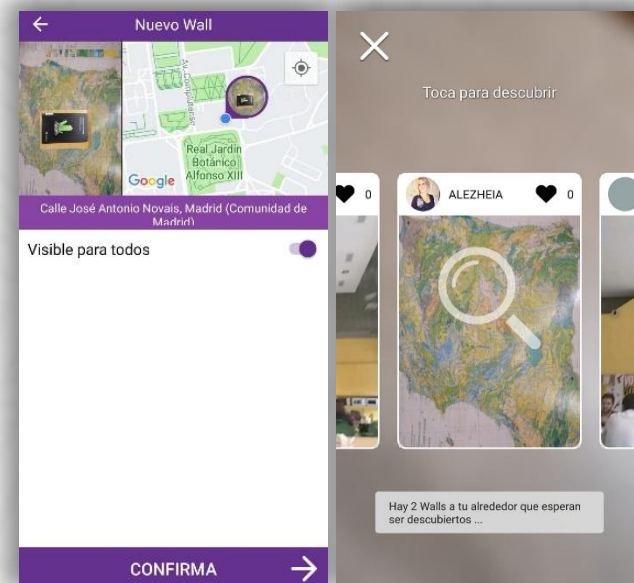 Nuevo Wall
Av. Complutense
Real Jardín
Botánico
Alfonso XIII
Google
Calle José Antonio Novais, Madrid (Comunidad de
Madrid)
Visible para todos
CONFIRMA
Toca para descubrir
0
ALEZHEIA
0
Hay 2 Walls a tu alrededor que esperan
ser descubiertos ...